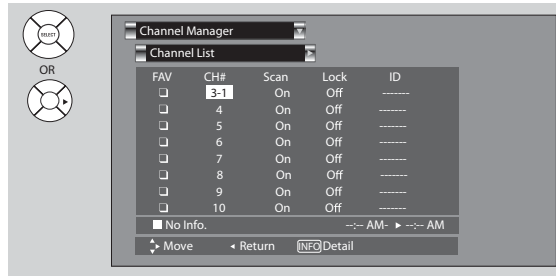 SELECT
OR
Channel Manager
Channel List
FAV CH# Scan Lock ID
3-1 On Off -------
4 On Off -------
5 On Off -------
6 On Off -------
7 On Off -------
8 On Off -------
9 On Off -------
10 On Off -------
No Info. --:-- AM- ▶ --:-- AM
Move Return INFO Detail